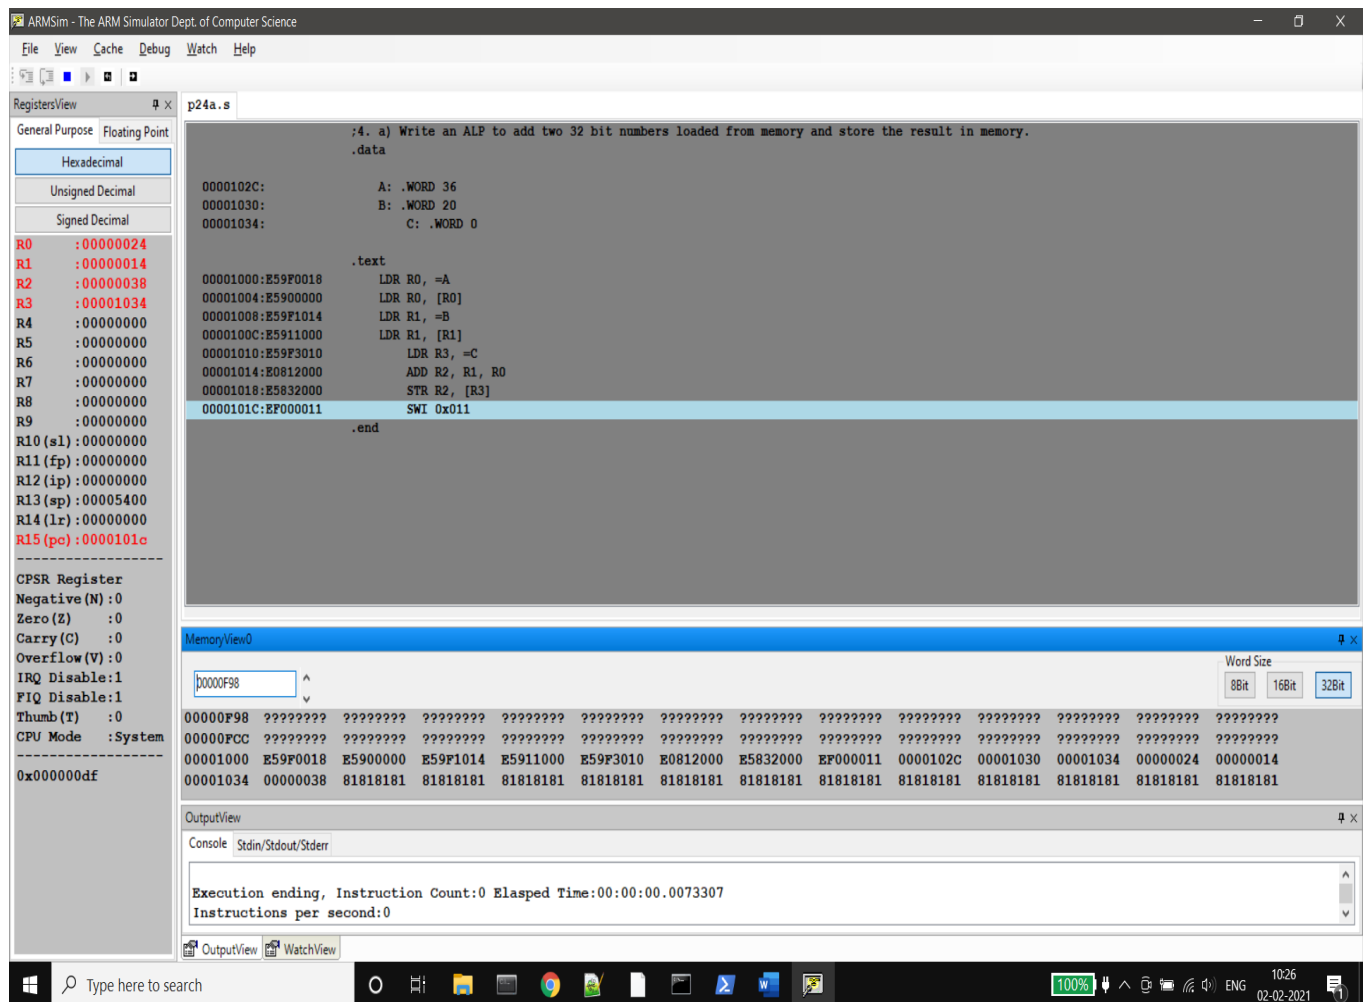 ARMSim - The ARM Simulator Dept. of Computer Science
File View Cache Debug Watch Help
RegistersView
General Purpose Floating Point
Hexadecimal
Unsigned Decimal
Signed Decimal
R0 :00000024
R1 :00000014
R2 :00000038
R3 :00001034
R4 :00000000
R5 :00000000
R6 :00000000
R7 :00000000
R8 :00000000
R9 :00000000
R10(sl):00000000
R11(fp):00000000
R12(ip):00000000
R13(sp):00005400
R14(lr):00000000
R15(pc):0000101c
------------------
CPSR Register
Negative(N):0
Zero(Z) :0
Carry(C) :0
Overflow(V):0
IRQ Disable:1
FIQ Disable:1
Thumb(T) :0
CPU Mode :System
------------------
0x000000df
p24a.s
;4. a) Write an ALP to add two 32 bit numbers loaded from memory and store the result in memory.
.data
0000102C: A: .WORD 36
00001030: B: .WORD 20
00001034: C: .WORD 0
.text
00001000:E59F0018 LDR R0, =A
00001004:E5900000 LDR R0, [R0]
00001008:E59F1014 LDR R1, =B
0000100C:E5911000 LDR R1, [R1]
00001010:E59F3010 LDR R3, =C
00001014:E0812000 ADD R2, R1, R0
00001018:E5832000 STR R2, [R3]
0000101C:EF000011 SWI 0x011
.end
MemoryView0
00000F98
Word Size
8Bit 16Bit 32Bit
00000F98 ???????? ???????? ???????? ???????? ???????? ???????? ???????? ???????? ???????? ???????? ???????? ???????? ????????
00000FCC ???????? ???????? ???????? ???????? ???????? ???????? ???????? ???????? ???????? ???????? ???????? ???????? ????????
00001000 E59F0018 E5900000 E59F1014 E5911000 E59F3010 E0812000 E5832000 EF000011 0000102C 00001030 00001034 00000024 00000014
00001034 00000038 81818181 81818181 81818181 81818181 81818181 81818181 81818181 81818181 81818181 81818181 81818181 81818181
OutputView
Console Stdin/Stdout/Stderr
Execution ending, Instruction Count:0 Elasped Time:00:00:00.0073307
Instructions per second:0
OutputView WatchView
Type here to search
100% ENG 10:26
02-02-2021